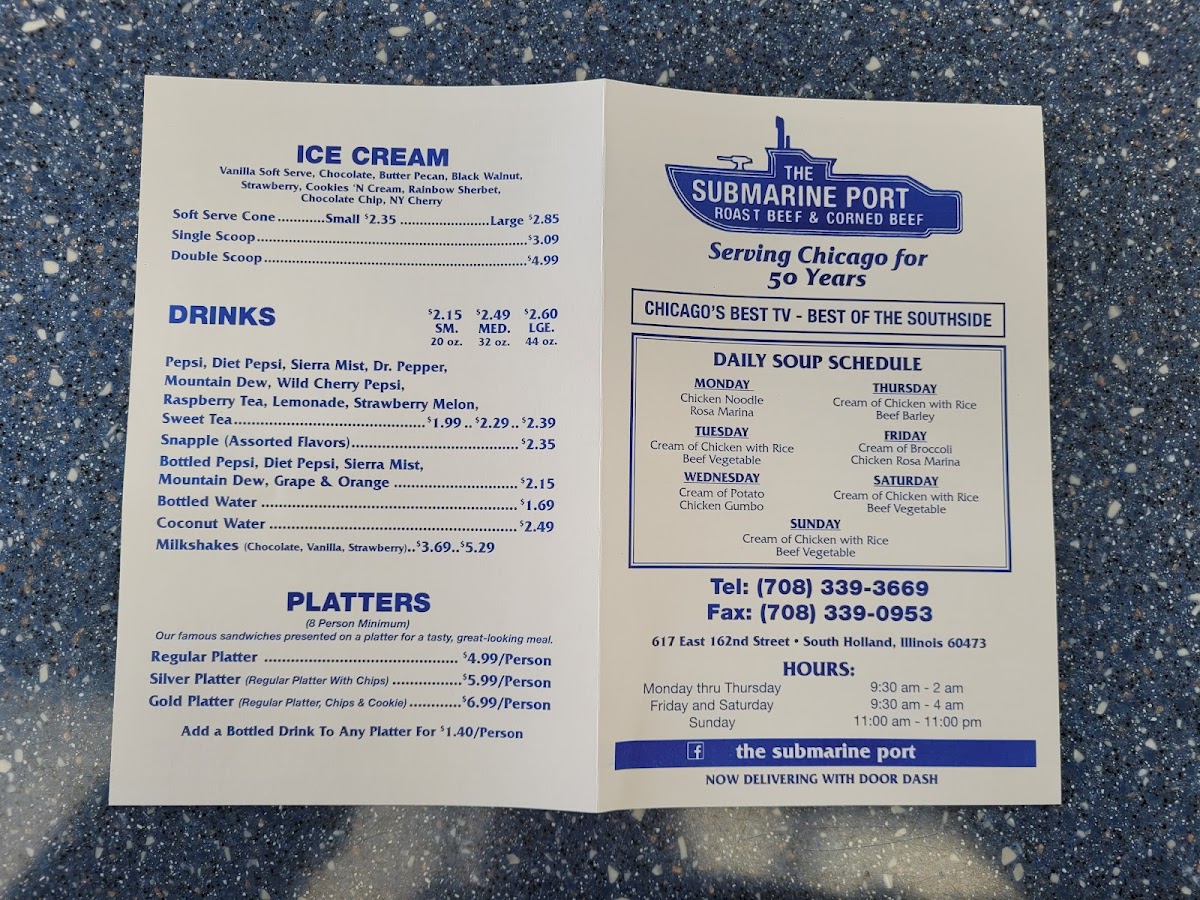 ICE CREAM
Vanilla Soft Serve, Chocolate, Butter Pecan, Black Walnut,
Strawberry, Cookies 'N Cream, Rainbow Sherbet,
Chocolate Chip, NY Cherry
Soft Serve Cone............Small $2.35 ......................Large $2.85
Single Scoop....................................................................$3.09
Double Scoop..................................................................$4.99
DRINKS
$2.15 $2.49 $2.60
SM. MED. LGE.
20 oz. 32 oz. 44 oz.
Pepsi, Diet Pepsi, Sierra Mist, Dr. Pepper,
Mountain Dew, Wild Cherry Pepsi,
Raspberry Tea, Lemonade, Strawberry Melon,
Sweet Tea.............................................$1.99 .. $2.29 .. $2.39
Snapple (Assorted Flavors)........................................$2.35
Bottled Pepsi, Diet Pepsi, Sierra Mist,
Mountain Dew, Grape & Orange ..............................$2.15
Bottled Water ..............................................................$1.69
Coconut Water ............................................................$2.49
Milkshakes (Chocolate, Vanilla, Strawberry)..$3.69..$5.29
PLATTERS
(8 Person Minimum)
Our famous sandwiches presented on a platter for a tasty, great-looking meal.
Regular Platter ............................................. $4.99/Person
Silver Platter (Regular Platter With Chips) ................$5.99/Person
Gold Platter (Regular Platter, Chips & Cookie) ............$6.99/Person
Add a Bottled Drink To Any Platter For $1.40/Person
THE
SUBMARINE PORT
ROAST BEEF & CORNED BEEF
Serving Chicago for
50 Years
CHICAGO'S BEST TV - BEST OF THE SOUTHSIDE
DAILY SOUP SCHEDULE
MONDAY
Chicken Noodle
Rosa Marina
TUESDAY
Cream of Chicken with Rice
Beef Vegetable
WEDNESDAY
Cream of Potato
Chicken Gumbo
THURSDAY
Cream of Chicken with Rice
Beef Barley
FRIDAY
Cream of Broccoli
Chicken Rosa Marina
SATURDAY
Cream of Chicken with Rice
Beef Vegetable
SUNDAY
Cream of Chicken with Rice
Beef Vegetable
Tel: (708) 339-3669
Fax: (708) 339-0953
617 East 162nd Street • South Holland, Illinois 60473
HOURS:
Monday thru Thursday 9:30 am - 2 am
Friday and Saturday 9:30 am - 4 am
Sunday 11:00 am - 11:00 pm
f the submarine port
NOW DELIVERING WITH DOOR DASH